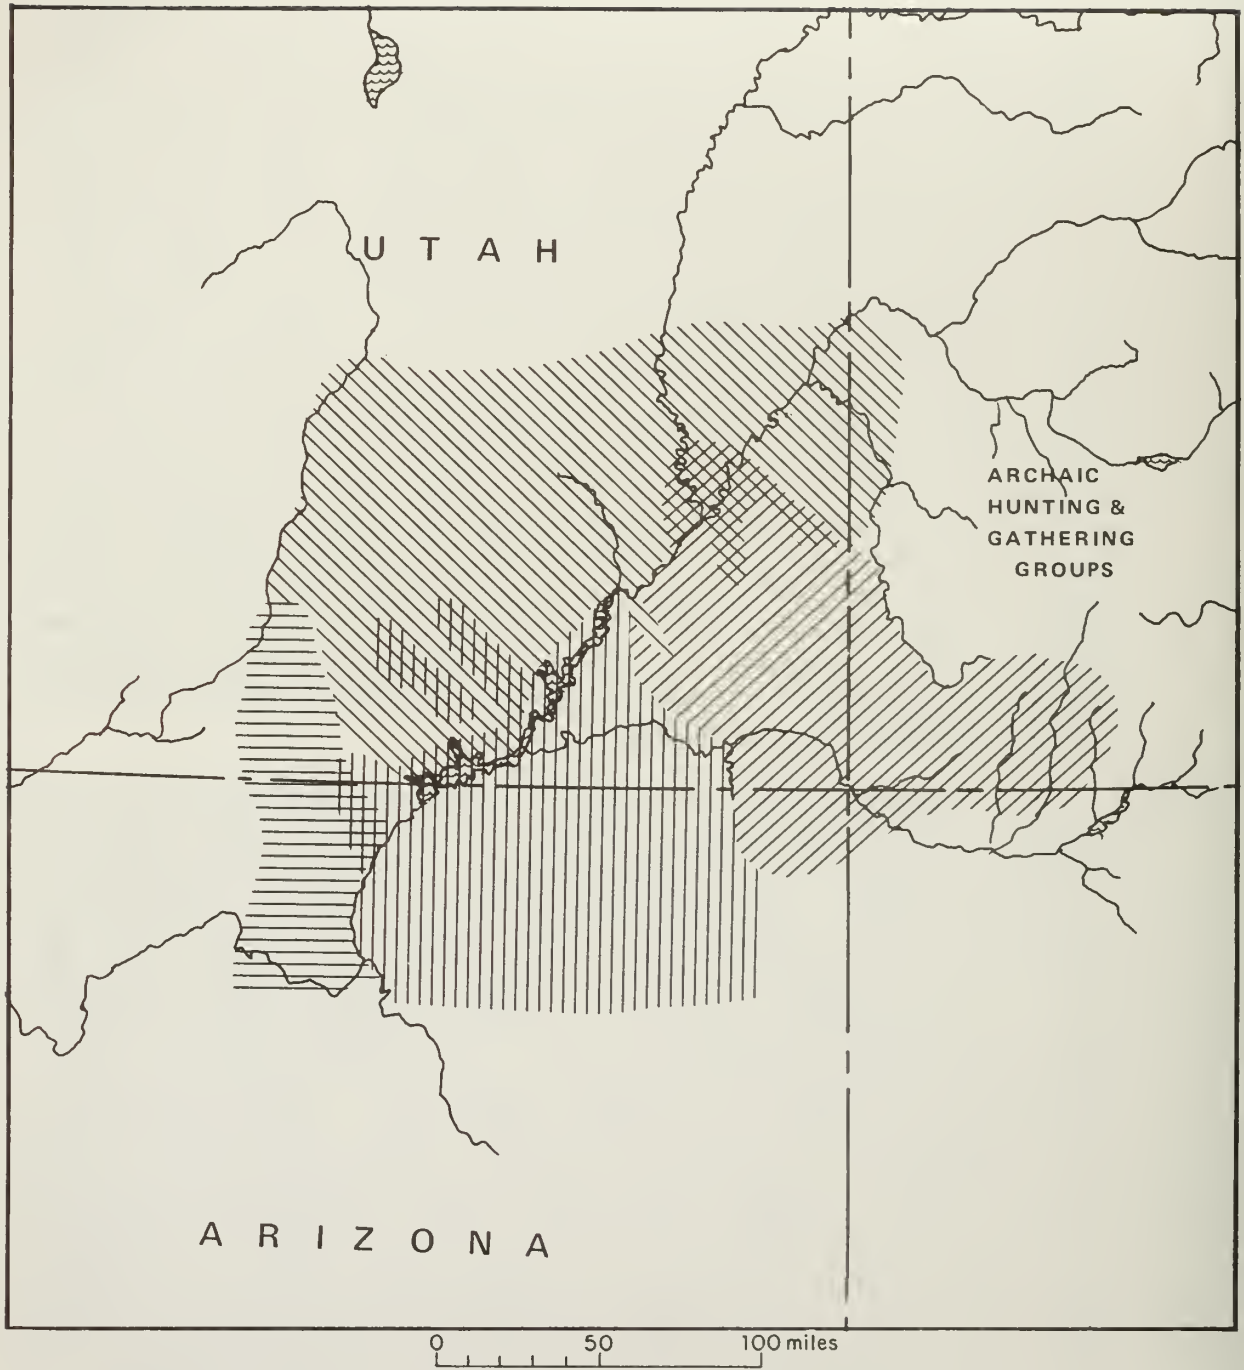 UTAH
ARCHAIC
HUNTING &
GATHERING
GROUPS
ARIZONA
0 50 100 miles